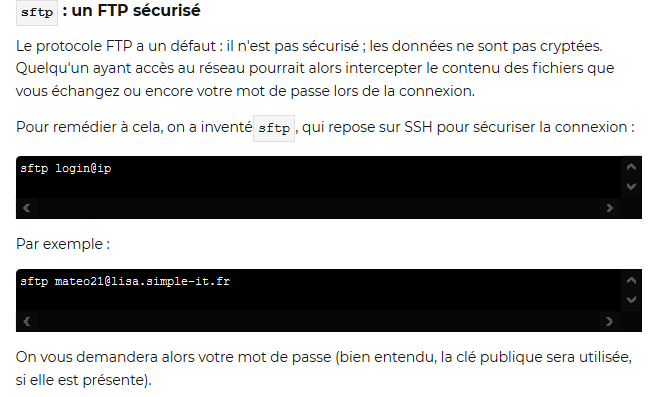 sftp : un FTP sécurisé
Le protocole FTP a un défaut : il n'est pas sécurisé ; les données ne sont pas cryptées.
Quelqu'un ayant accès au réseau pourrait alors intercepter le contenu des fichiers que
vous échangez ou encore votre mot de passe lors de la connexion.
Pour remédier à cela, on a inventé sftp , qui repose sur SSH pour sécuriser la connexion :
sftp login@ip
Par exemple :
sftp mateo21@lisa.simple-it.fr
On vous demandera alors votre mot de passe (bien entendu, la clé publique sera utilisée,
si elle est présente).